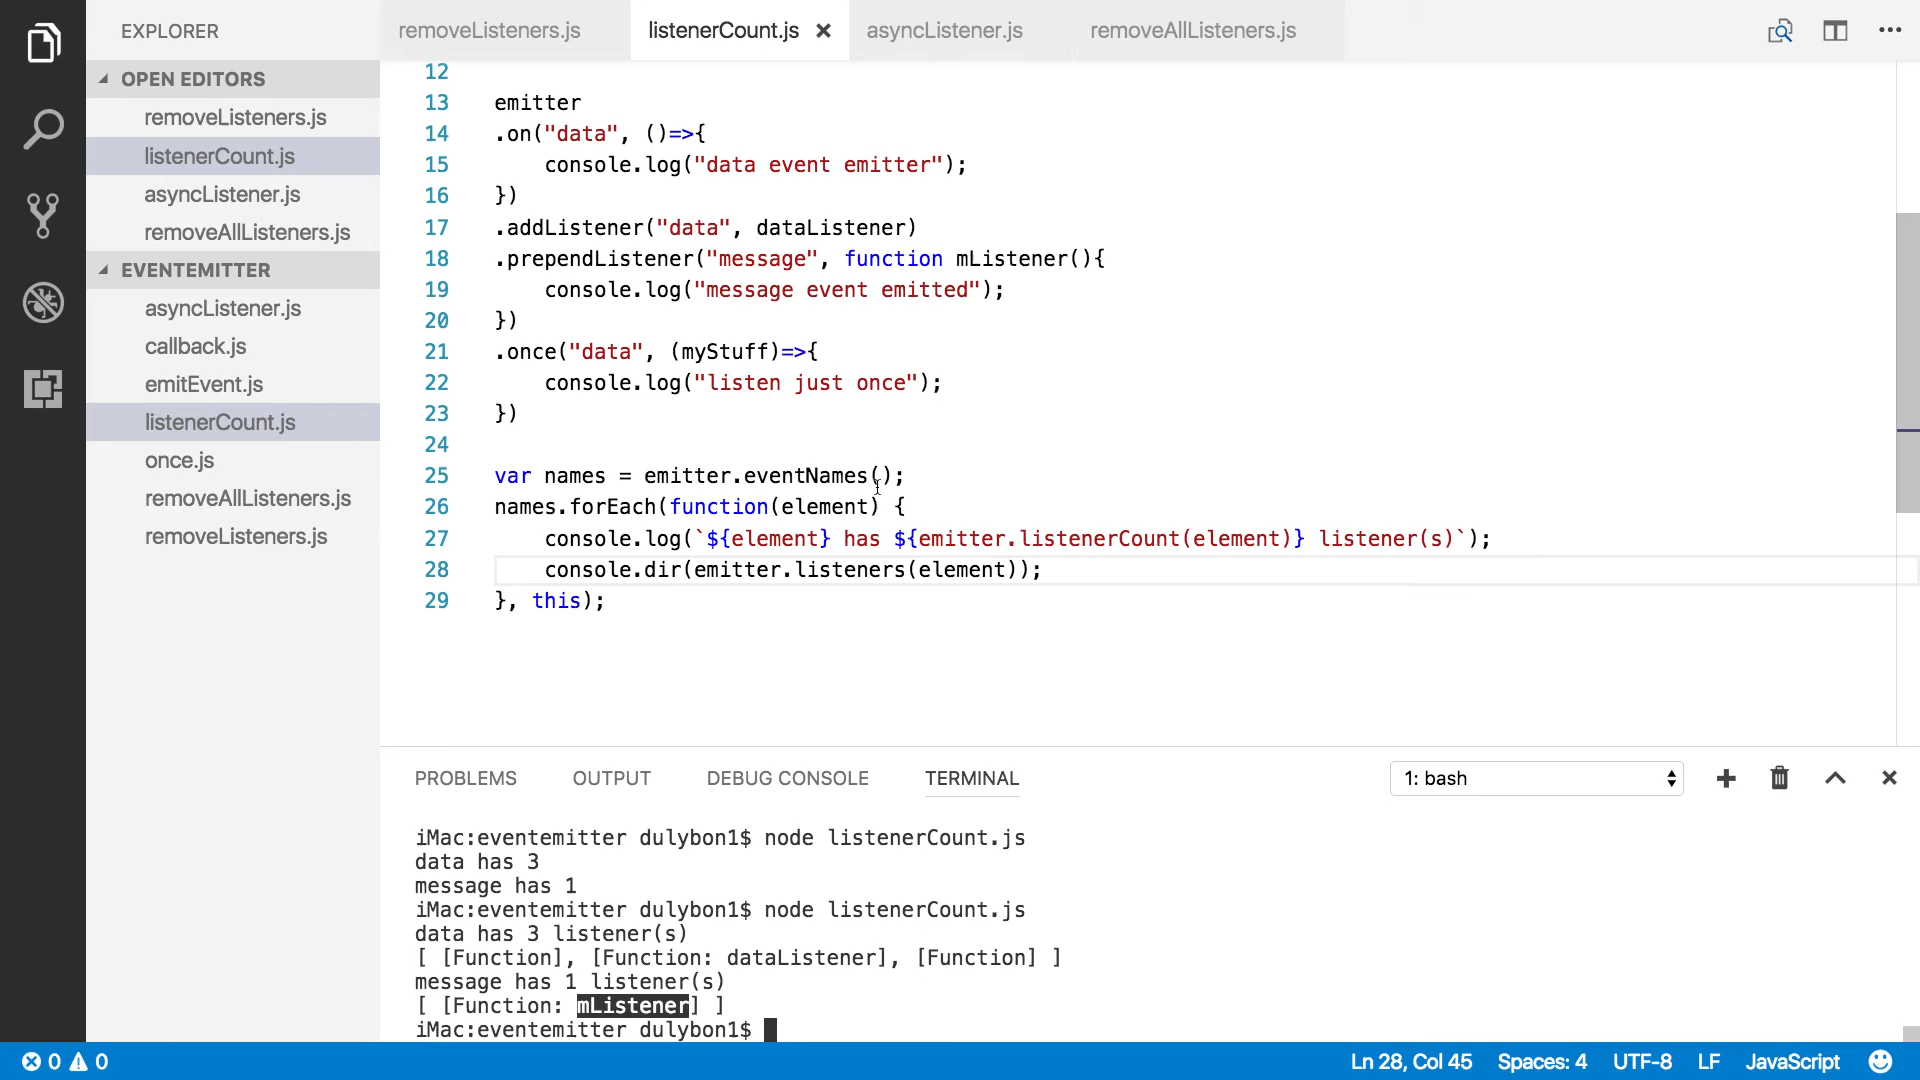 EXPLORER
OPEN EDITORS
removeListeners.js
listenerCount.js
asyncListener.js
removeAllListeners.js
EVENTEMITTER
asyncListener.js
callback.js
emitEvent.js
listenerCount.js
once.js
removeAllListeners.js
removeListeners.js
removeListeners.js listenerCount.js asyncListener.js removeAllListeners.js
12
13 emitter
14 .on("data", ()=>{
15 console.log("data event emitter");
16 })
17 .addListener("data", dataListener)
18 .prependListener("message", function mListener(){
19 console.log("message event emitted");
20 })
21 .once("data", (myStuff)=>{
22 console.log("listen just once");
23 })
24
25 var names = emitter.eventNames();
26 names.forEach(function(element) {
27 console.log(`${element} has ${emitter.listenerCount(element)} listener(s)`);
28 console.dir(emitter.listeners(element));
29 }, this);
PROBLEMS OUTPUT DEBUG CONSOLE TERMINAL 1: bash
iMac:eventemitter dulybon1$ node listenerCount.js
data has 3
message has 1
iMac:eventemitter dulybon1$ node listenerCount.js
data has 3 listener(s)
[ [Function], [Function: dataListener], [Function] ]
message has 1 listener(s)
[ [Function: mListener] ]
iMac:eventemitter dulybon1$
0 0 Ln 28, Col 45 Spaces: 4 UTF-8 LF JavaScript